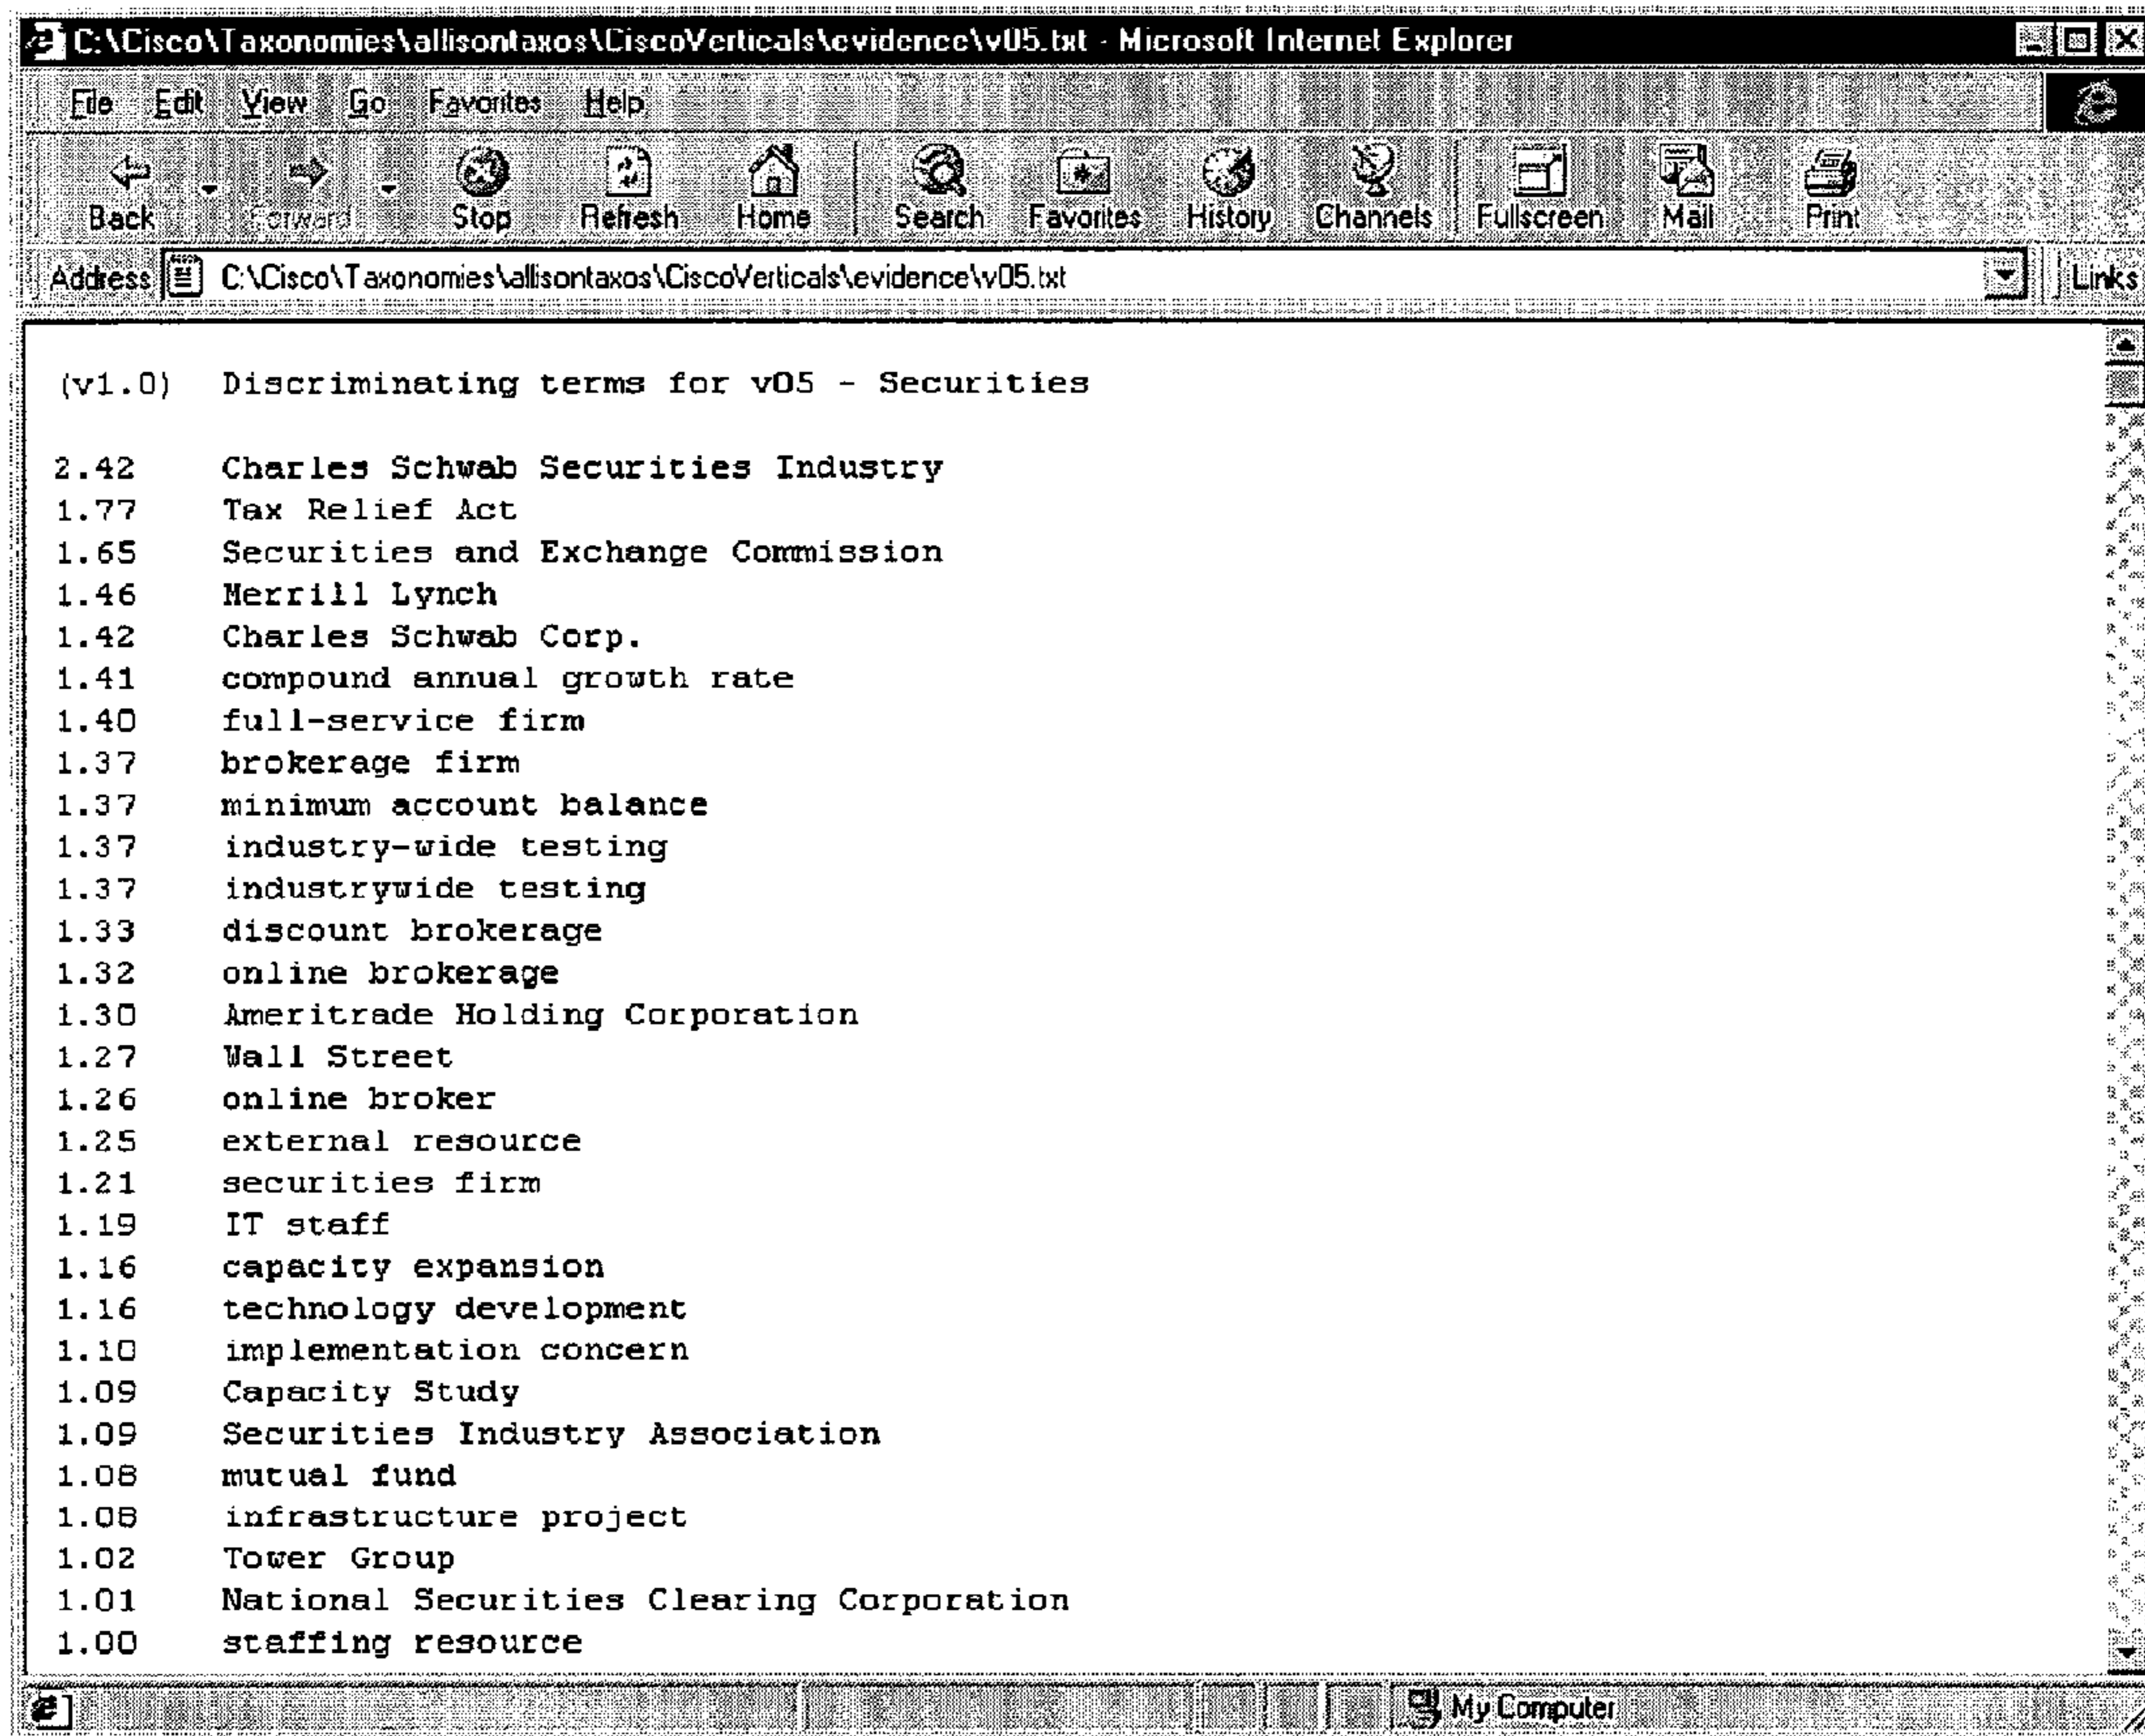 C:\Cisco\Taxonomies\allisontaxos\CiscoVerticals\evidence\v05.txt - Microsoft Internet Explorer
File Edit View Go Favorites Help
Back Forward Stop Refresh Home Search Favorites History Channels Fullscreen Mail Print
Address C:\Cisco\Taxonomies\allisontaxos\CiscoVerticals\evidence\v05.txt Links
(v1.0) Discriminating terms for v05 - Securities
2.42 Charles Schwab Securities Industry
1.77 Tax Relief Act
1.65 Securities and Exchange Commission
1.46 Merrill Lynch
1.42 Charles Schwab Corp.
1.41 compound annual growth rate
1.40 full-service firm
1.37 brokerage firm
1.37 minimum account balance
1.37 industry-wide testing
1.37 industrywide testing
1.33 discount brokerage
1.32 online brokerage
1.30 Ameritrade Holding Corporation
1.27 Wall Street
1.26 online broker
1.25 external resource
1.21 securities firm
1.19 IT staff
1.16 capacity expansion
1.16 technology development
1.10 implementation concern
1.09 Capacity Study
1.09 Securities Industry Association
1.08 mutual fund
1.08 infrastructure project
1.02 Tower Group
1.01 National Securities Clearing Corporation
1.00 staffing resource
My Computer